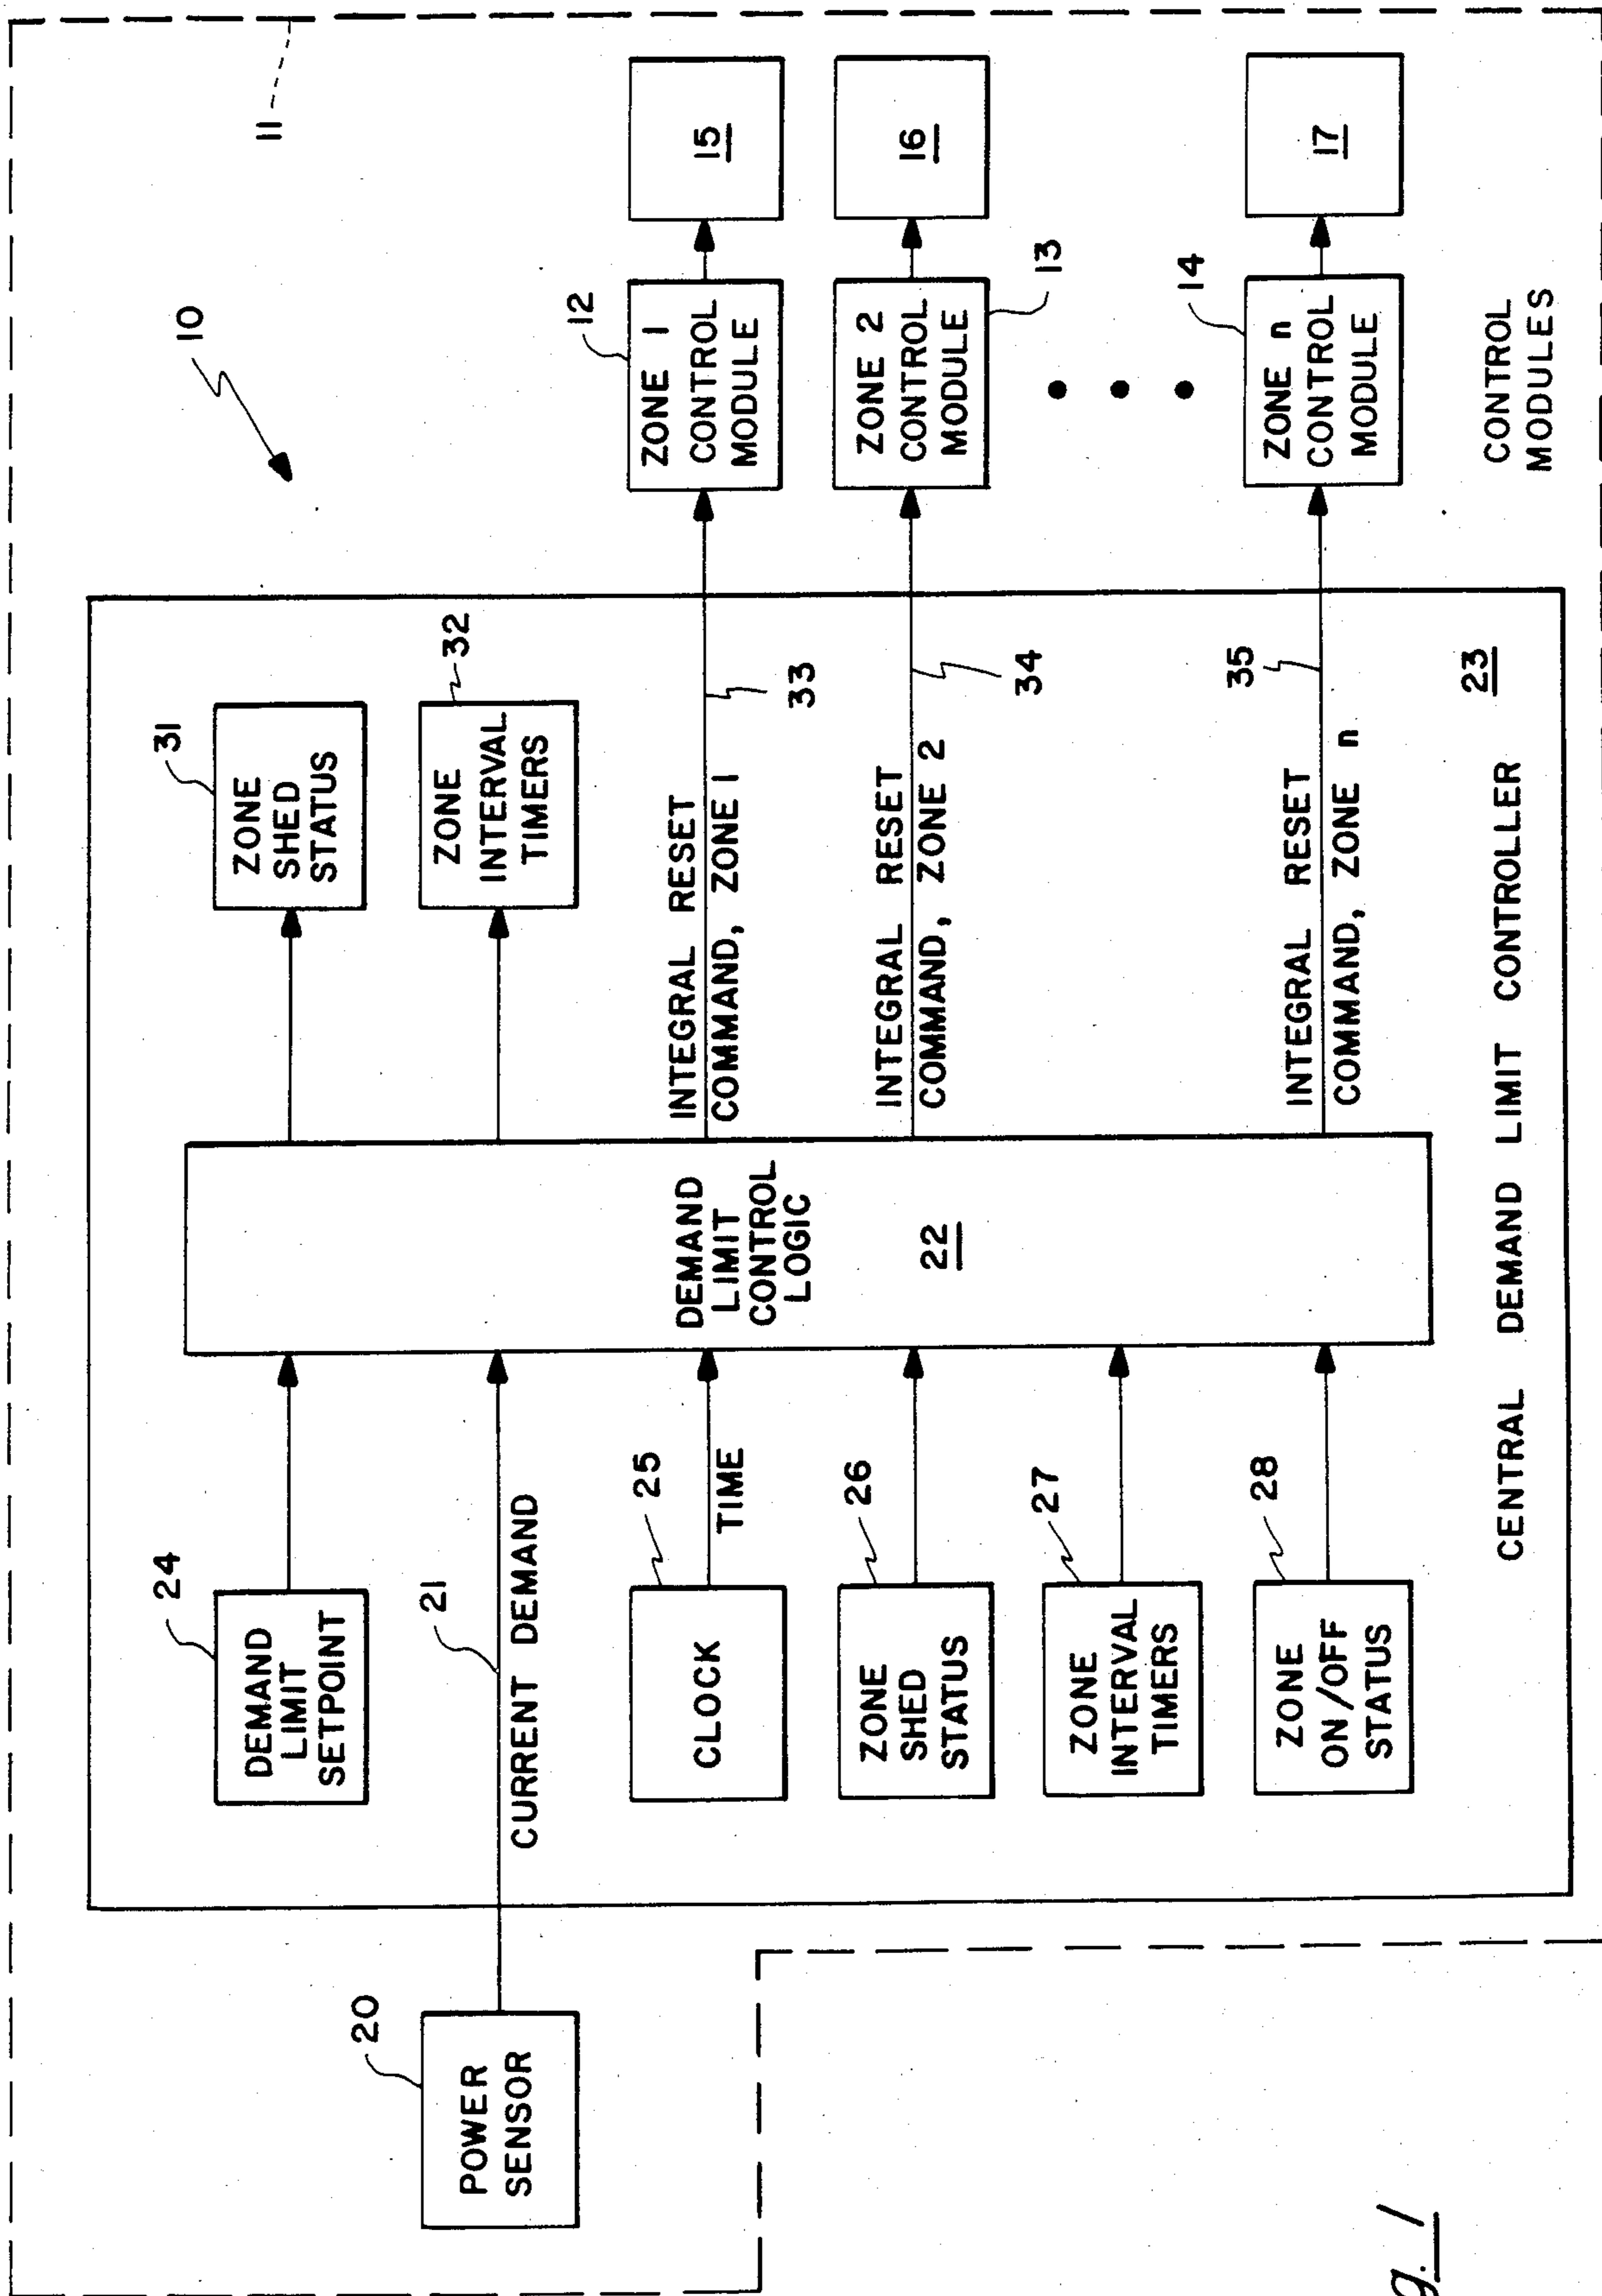 11
10
20
POWER
SENSOR
24
DEMAND
LIMIT
SETPOINT
21
CURRENT DEMAND
25
CLOCK
TIME
26
ZONE
SHED
STATUS
27
ZONE
INTERVAL
TIMERS
28
ZONE
ON/OFF
STATUS
DEMAND
LIMIT
CONTROL
LOGIC
22
31
ZONE
SHED
STATUS
32
ZONE
INTERVAL
TIMERS
INTEGRAL RESET
COMMAND, ZONE 1
33
INTEGRAL RESET
COMMAND, ZONE 2
34
INTEGRAL RESET
COMMAND, ZONE n
35
23
CENTRAL DEMAND LIMIT CONTROLLER
12
ZONE 1
CONTROL
MODULE
15
ZONE 2
CONTROL
MODULE
13
16
14
ZONE n
CONTROL
MODULE
17
CONTROL
MODULES
g. 1